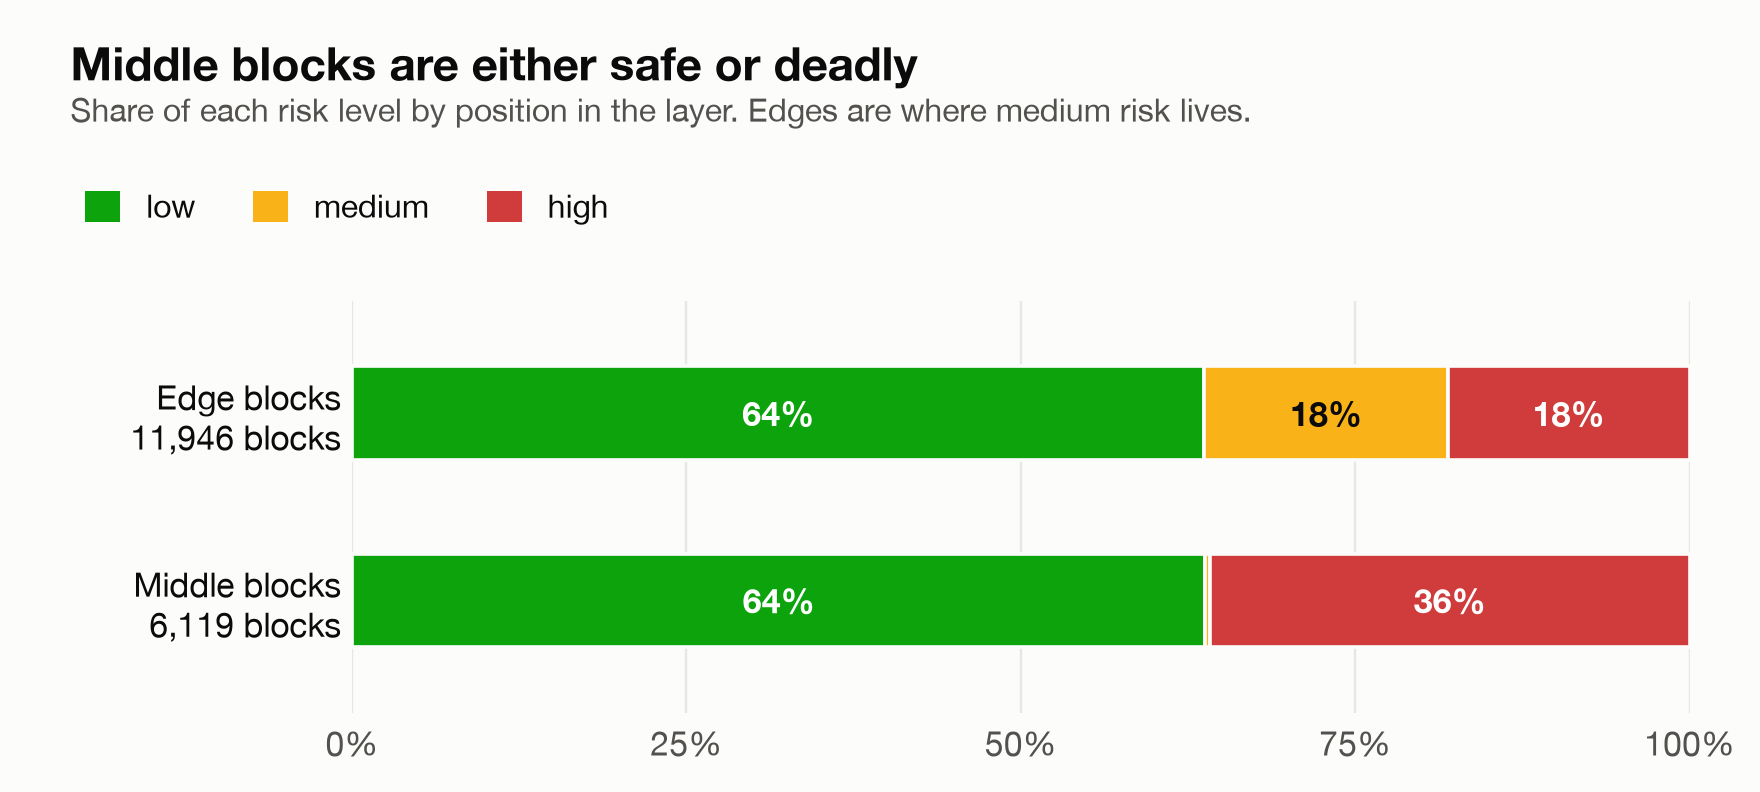 Middle blocks are either safe or deadly
Share of each risk level by position in the layer. Edges are where medium risk lives.
low medium high
Edge blocks
11,946 blocks
64% 18% 18%
Middle blocks
6,119 blocks
64% 36%
0% 25% 50% 75% 100%